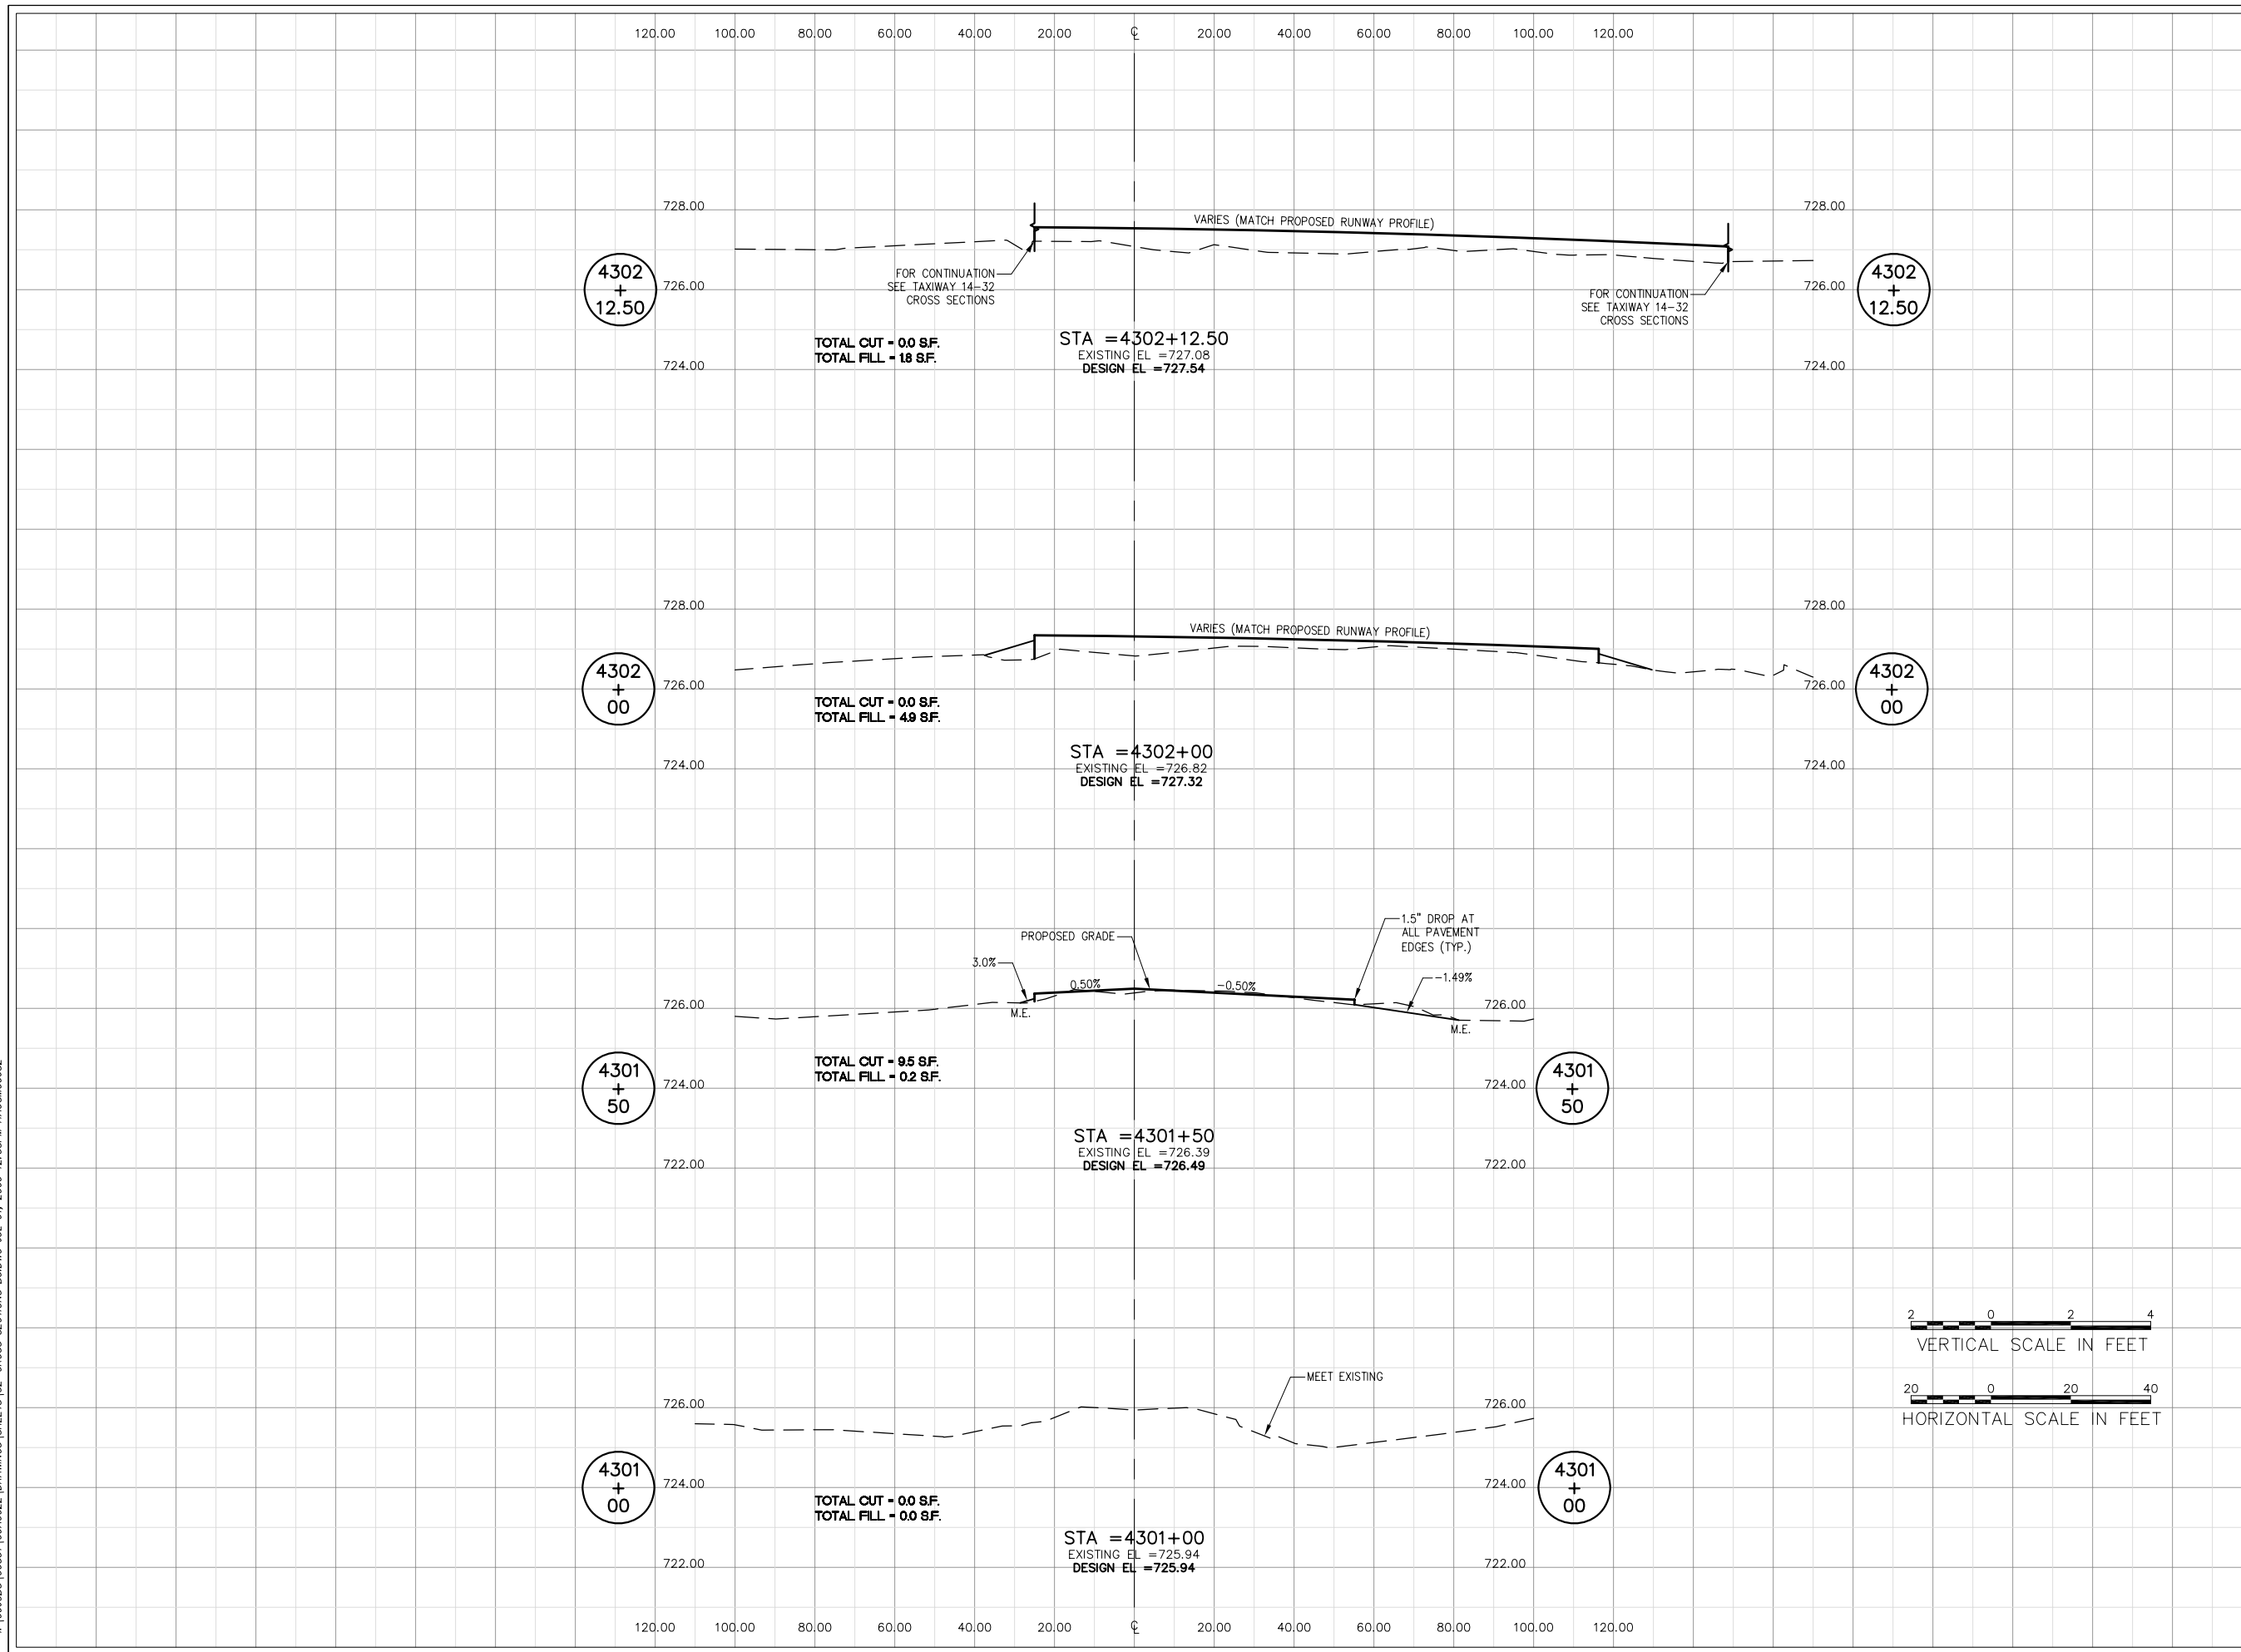 120.00 100.00 80.00 60.00 40.00 20.00 ℄ 20.00 40.00 60.00 80.00 100.00 120.00
728.00 728.00
VARIES (MATCH PROPOSED RUNWAY PROFILE)
4302
+
12.50
726.00
FOR CONTINUATION
SEE TAXIWAY 14-32
CROSS SECTIONS
FOR CONTINUATION
SEE TAXIWAY 14-32
CROSS SECTIONS
726.00
4302
+
12.50
TOTAL CUT = 0.0 S.F.
TOTAL FILL = 1.8 S.F.
STA =4302+12.50
EXISTING EL =727.08
DESIGN EL =727.54
724.00 724.00
728.00 728.00
VARIES (MATCH PROPOSED RUNWAY PROFILE)
4302
+
00
726.00 726.00
4302
+
00
TOTAL CUT = 0.0 S.F.
TOTAL FILL = 4.9 S.F.
STA =4302+00
EXISTING EL =726.82
DESIGN EL =727.32
724.00 724.00
1.5" DROP AT
ALL PAVEMENT
EDGES (TYP.)
PROPOSED GRADE
3.0%
0.50% -0.50%
-1.49%
726.00 726.00
M.E. M.E.
TOTAL CUT = 9.5 S.F.
TOTAL FILL = 0.2 S.F.
4301
+
50
724.00 724.00
4301
+
50
STA =4301+50
EXISTING EL =726.39
DESIGN EL =726.49
722.00 722.00
2 0 2 4
VERTICAL SCALE IN FEET
20 0 20 40
HORIZONTAL SCALE IN FEET
MEET EXISTING
726.00 726.00
4301
+
00
724.00 724.00
4301
+
00
TOTAL CUT = 0.0 S.F.
TOTAL FILL = 0.0 S.F.
STA =4301+00
EXISTING EL =725.94
DESIGN EL =725.94
722.00 722.00
120.00 100.00 80.00 60.00 40.00 20.00 ℄ 20.00 40.00 60.00 80.00 100.00 120.00